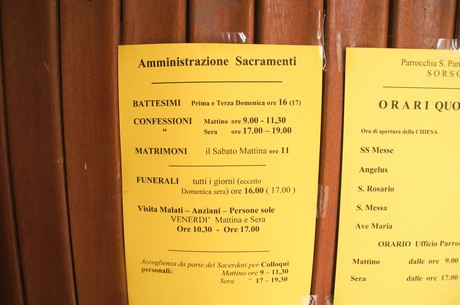 Amministrazione Sacramenti
BATTESIMI Prima e Terza Domenica ore 16 (17)
CONFESSIONI Mattino ore 9.00 - 11,30
“ Sera ore 17.00 – 19.00
MATRIMONI il Sabato Mattina ore 11
FUNERALI tutti i giorni (eccetto
Domenica sera) ore 16.00 ( 17.00 )
Visita Malati – Anziani – Persone sole
VENERDI’ Mattina e Sera
Ore 10.30 - Ore 17.00
Accoglienza da parte dei Sacerdoti per Colloqui
personali: Mattino ore 9 – 11,30
Sera “ 17 – 19,30
Parrocchia S. Pan
SORSO
ORARI QUO
Ora di apertura della CHIESA
SS Messe
Angelus
S. Rosario
S. Messa
Ave Maria
ORARIO Ufficio Parro
Mattino dalle ore 9.00
Sera dalle ore 17.00